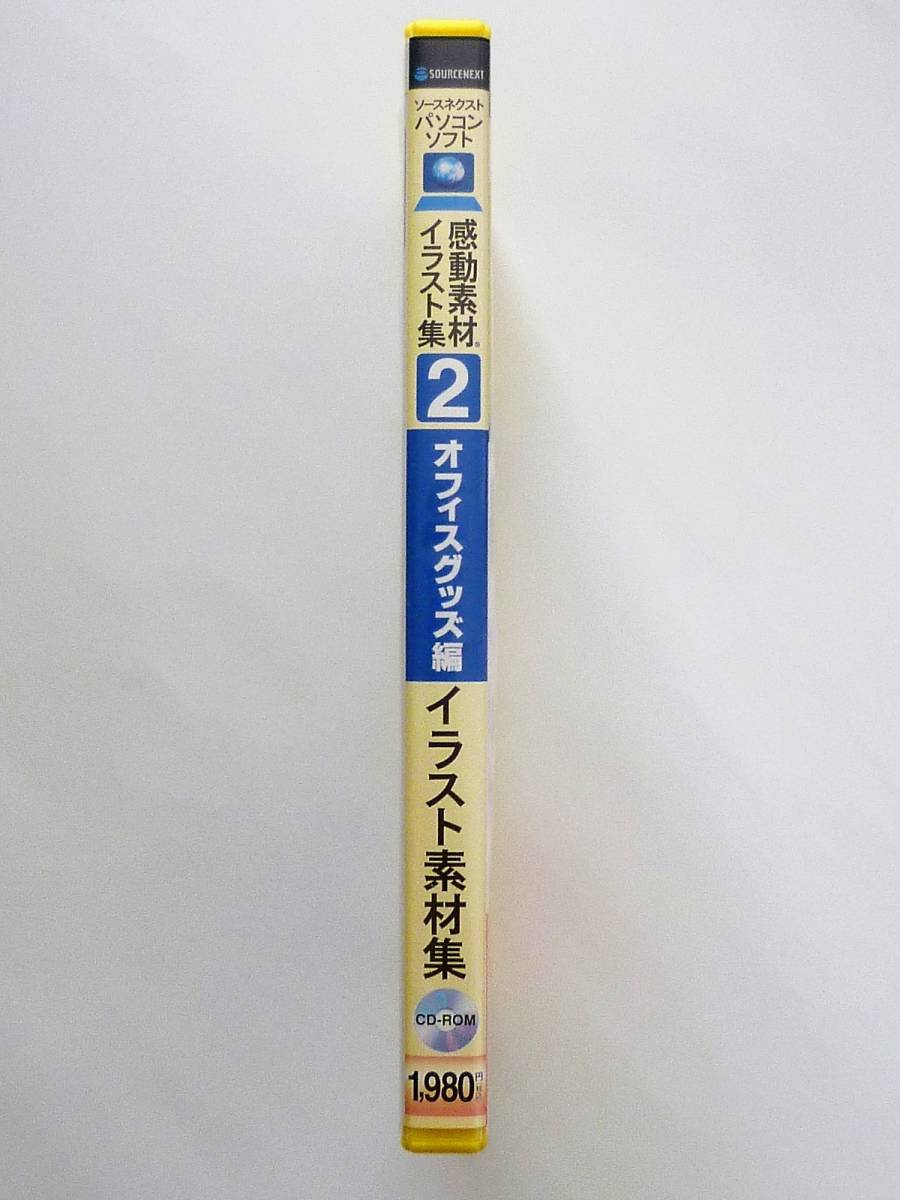 SOURCENEXT
ソースネクスト
パソコン
ソフト
感動素材®
イラスト集
2
オフィスグッズ編
イラスト素材集
CD-ROM
1,980円